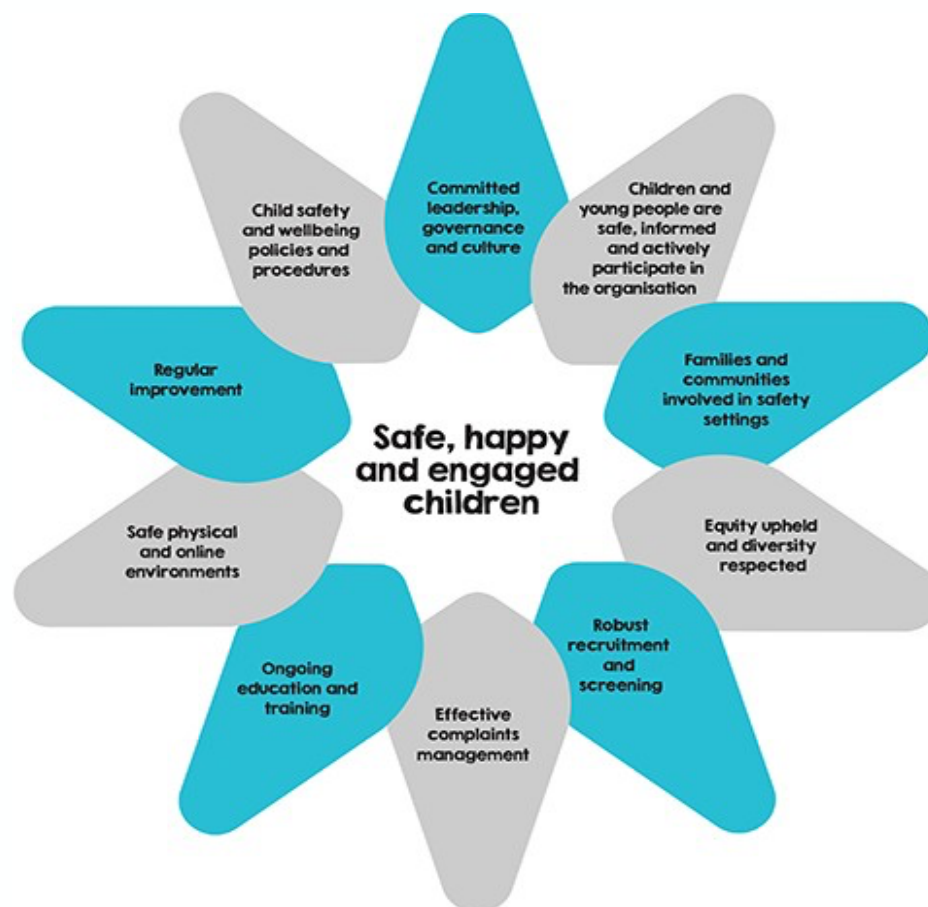 Committed
leadership,
governance
and culture
Children and
young people are
safe, informed
and actively
participate in
the organisation
Families and
communities
involved in safety
settings
Equity upheld
and diversity
respected
Robust
recruitment
and
screening
Effective
complaints
management
Ongoing
education and
training
Safe physical
and online
environments
Regular
improvement
Child safety
and wellbeing
policies and
procedures
Safe, happy
and engaged
children